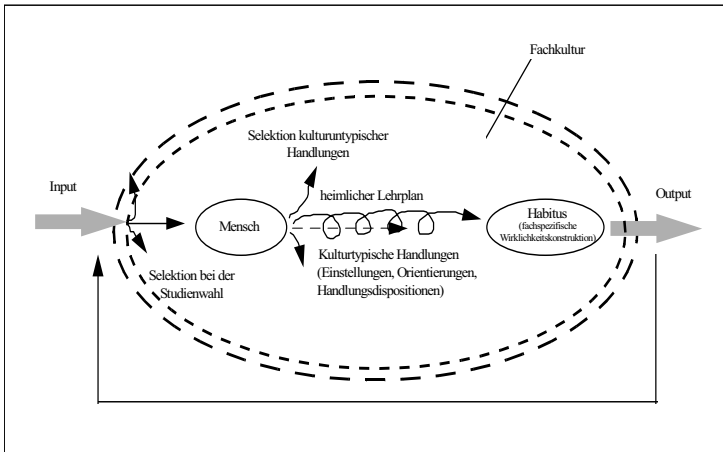 Fachkultur
Selektion kulturuntypischer
Handlungen
Input
heimlicher Lehrplan
Output
Mensch
Habitus
(fachspezifische
Wirklichkeitskonstruktion)
Kulturtypische Handlungen
(Einstellungen, Orientierungen,
Handlungsdispositionen)
Selektion bei der
Studienwahl